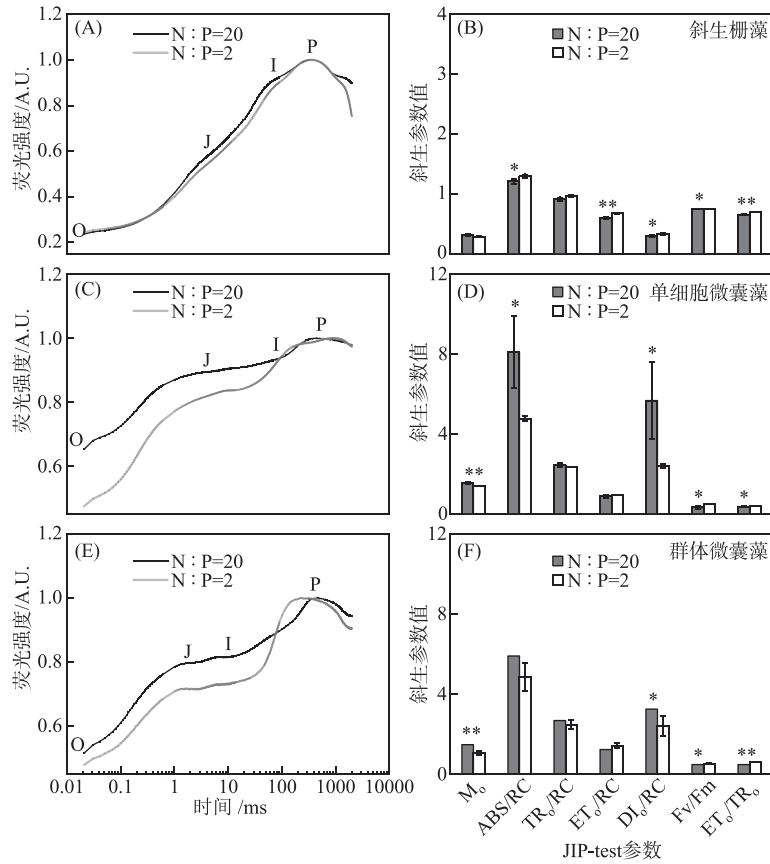 (A)
N∶P=20
N∶P=2
O
J
I
P
荧光强度/A.U.
1.2
1.0
0.8
0.6
0.4
0.2
(B)
N∶P=20
N∶P=2
斜生栅藻
斜生参数值
4
3
2
1
0
*
**
*
*
**
(C)
N∶P=20
N∶P=2
O
J
I
P
荧光强度/A.U.
1.2
1.0
0.8
0.6
(D)
N∶P=20
N∶P=2
单细胞微囊藻
斜生参数值
12
8
4
0
**
*
*
*
*
(E)
N∶P=20
N∶P=2
O
J
I
P
荧光强度/A.U.
1.2
1.0
0.8
0.6
0.01 0.1 1 10 100 1000 10000
时间 /ms
(F)
N∶P=20
N∶P=2
群体微囊藻
斜生参数值
12
8
4
0
**
*
*
**
Mo ABS/RC TRo/RC ETo/RC DIo/RC Fv/Fm ETo/TRo
JIP-test参数